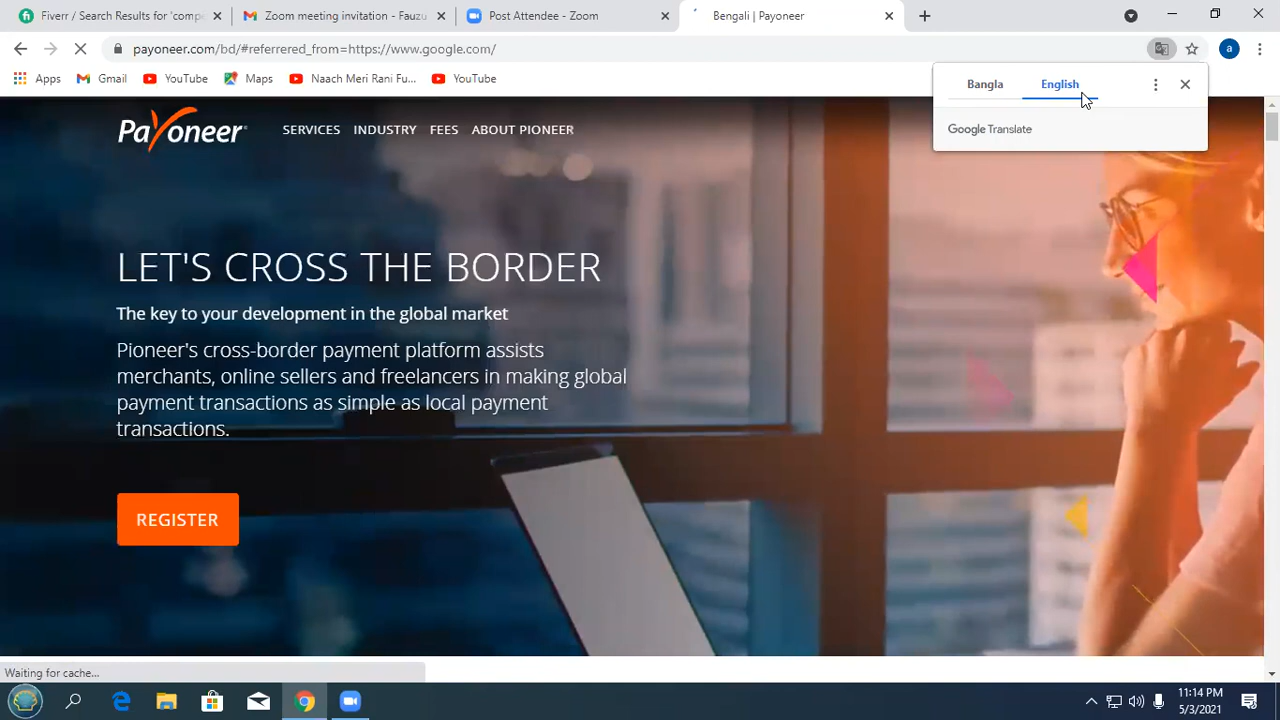 Fiverr / Search Results for 'compe
Zoom meeting invitation - Fauzu
Post Attendee - Zoom
Bengali | Payoneer
payoneer.com/bd/#referrered_from=https://www.google.com/
a
Apps
Gmail
YouTube
Maps
Naach Meri Rani Fu...
YouTube
Bangla
English
Google Translate
Payoneer
SERVICES
INDUSTRY
FEES
ABOUT PIONEER
LET'S CROSS THE BORDER
The key to your development in the global market
Pioneer's cross-border payment platform assists
merchants, online sellers and freelancers in making global
payment transactions as simple as local payment
transactions.
REGISTER
Waiting for cache...
11:14 PM
5/3/2021